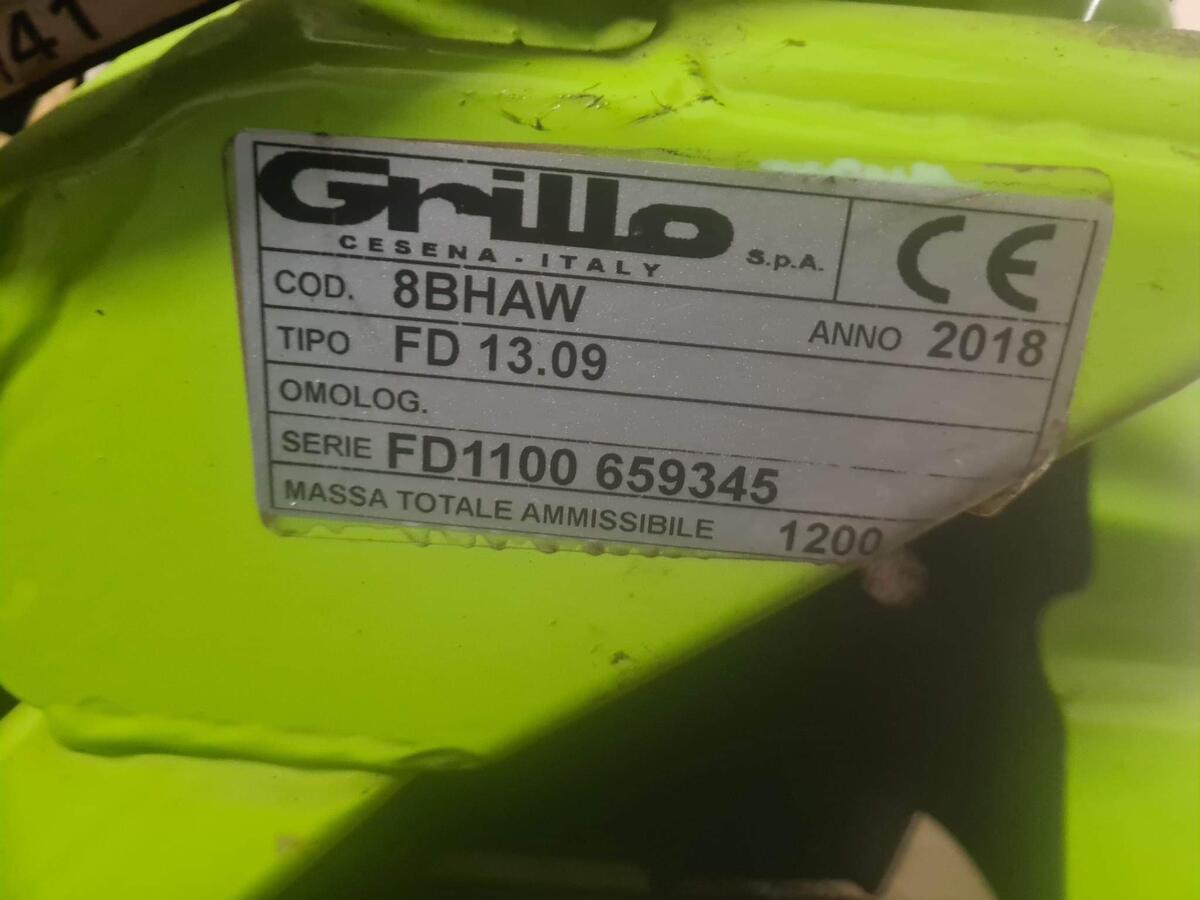 41
Grillo S.p.A. CE
CESENA - ITALY
COD. 8BHAW ANNO 2018
TIPO FD 13.09
OMOLOG.
SERIE FD1100 659345
MASSA TOTALE AMMISSIBILE 1200